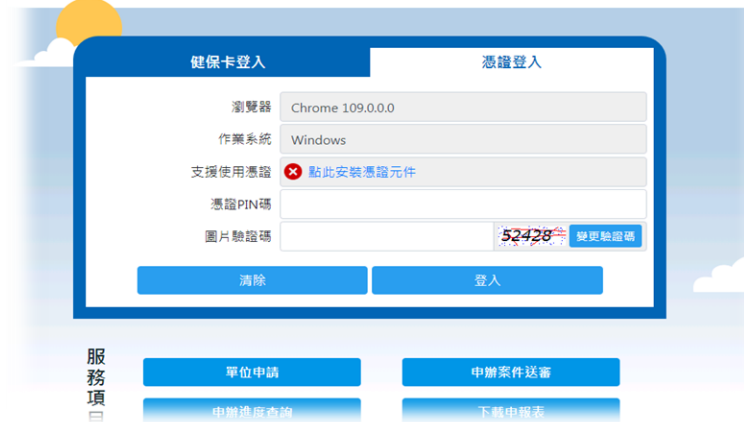 健保卡登入
憑證登入
瀏覽器 Chrome 109.0.0.0
作業系統 Windows
支援使用憑證 點此安裝憑證元件
憑證PIN碼
圖片驗證碼 52428 變更驗證碼
清除 登入
服務項目
單位申請 申辦案件送審
申辦進度查詢 下載申報表